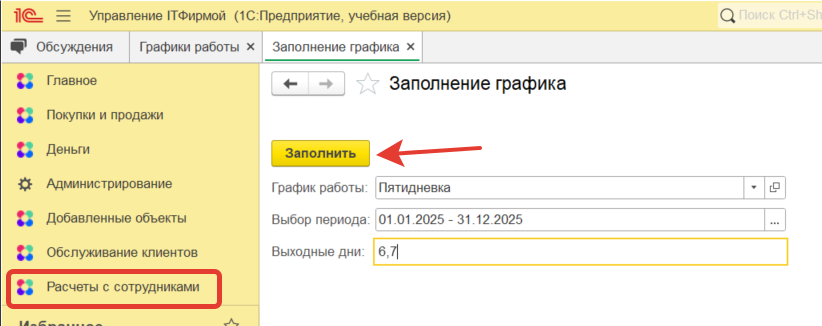 1С Управление ITФирмой (1С:Предприятие, учебная версия) Поиск Ctrl+Sh
Обсуждения Графики работы × Заполнение графика ×
Главное
Покупки и продажи
Деньги
Администрирование
Добавленные объекты
Обслуживание клиентов
Расчеты с сотрудниками
Избранное
Заполнение графика
Заполнить
График работы: Пятидневка
Выбор периода: 01.01.2025 - 31.12.2025 ...
Выходные дни: 6,7